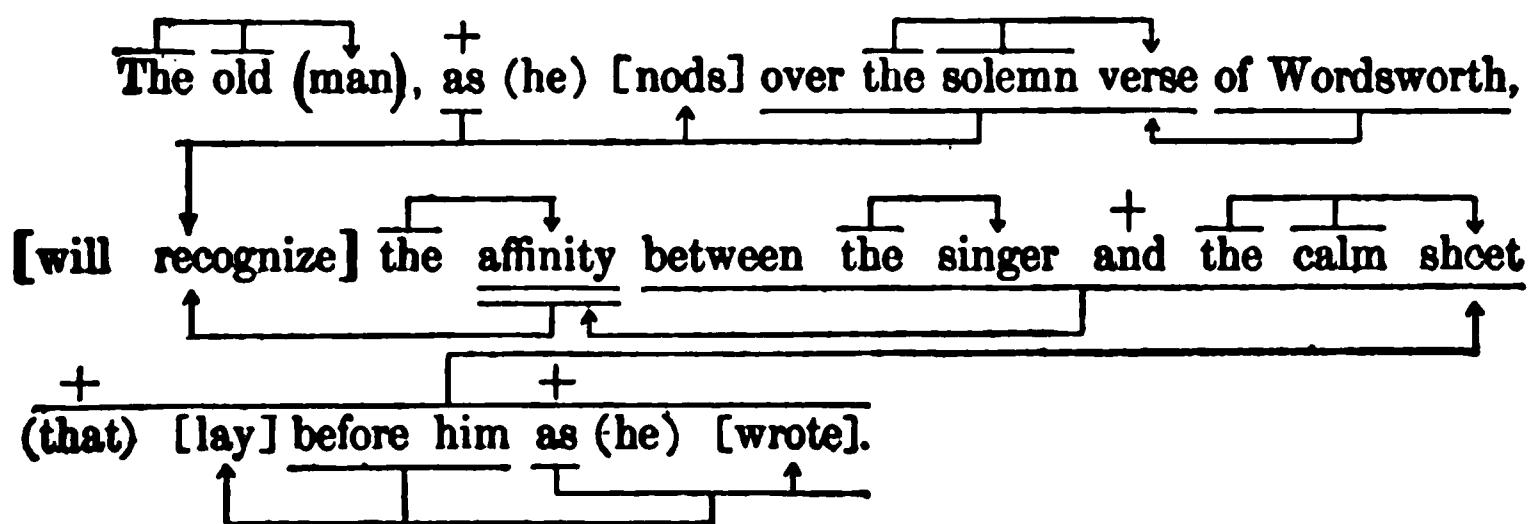 The old (man), as (he) [nods] over the solemn verse of Wordsworth,
[will recognize] the affinity between the singer and the calm sheet
(that) [lay] before him as (he) [wrote].